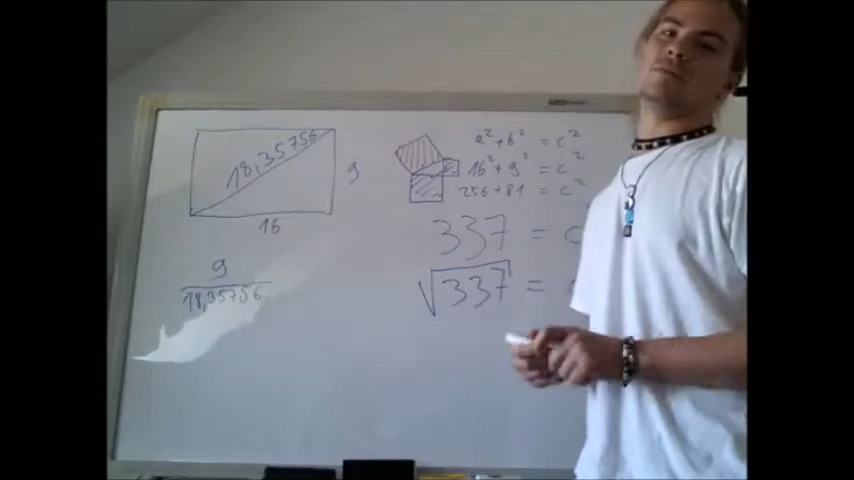 18,35756
9
16
9
18,35756
a² + b² = c²
16² + 9² = c²
256 + 81 = c²
337 = c
√337 =